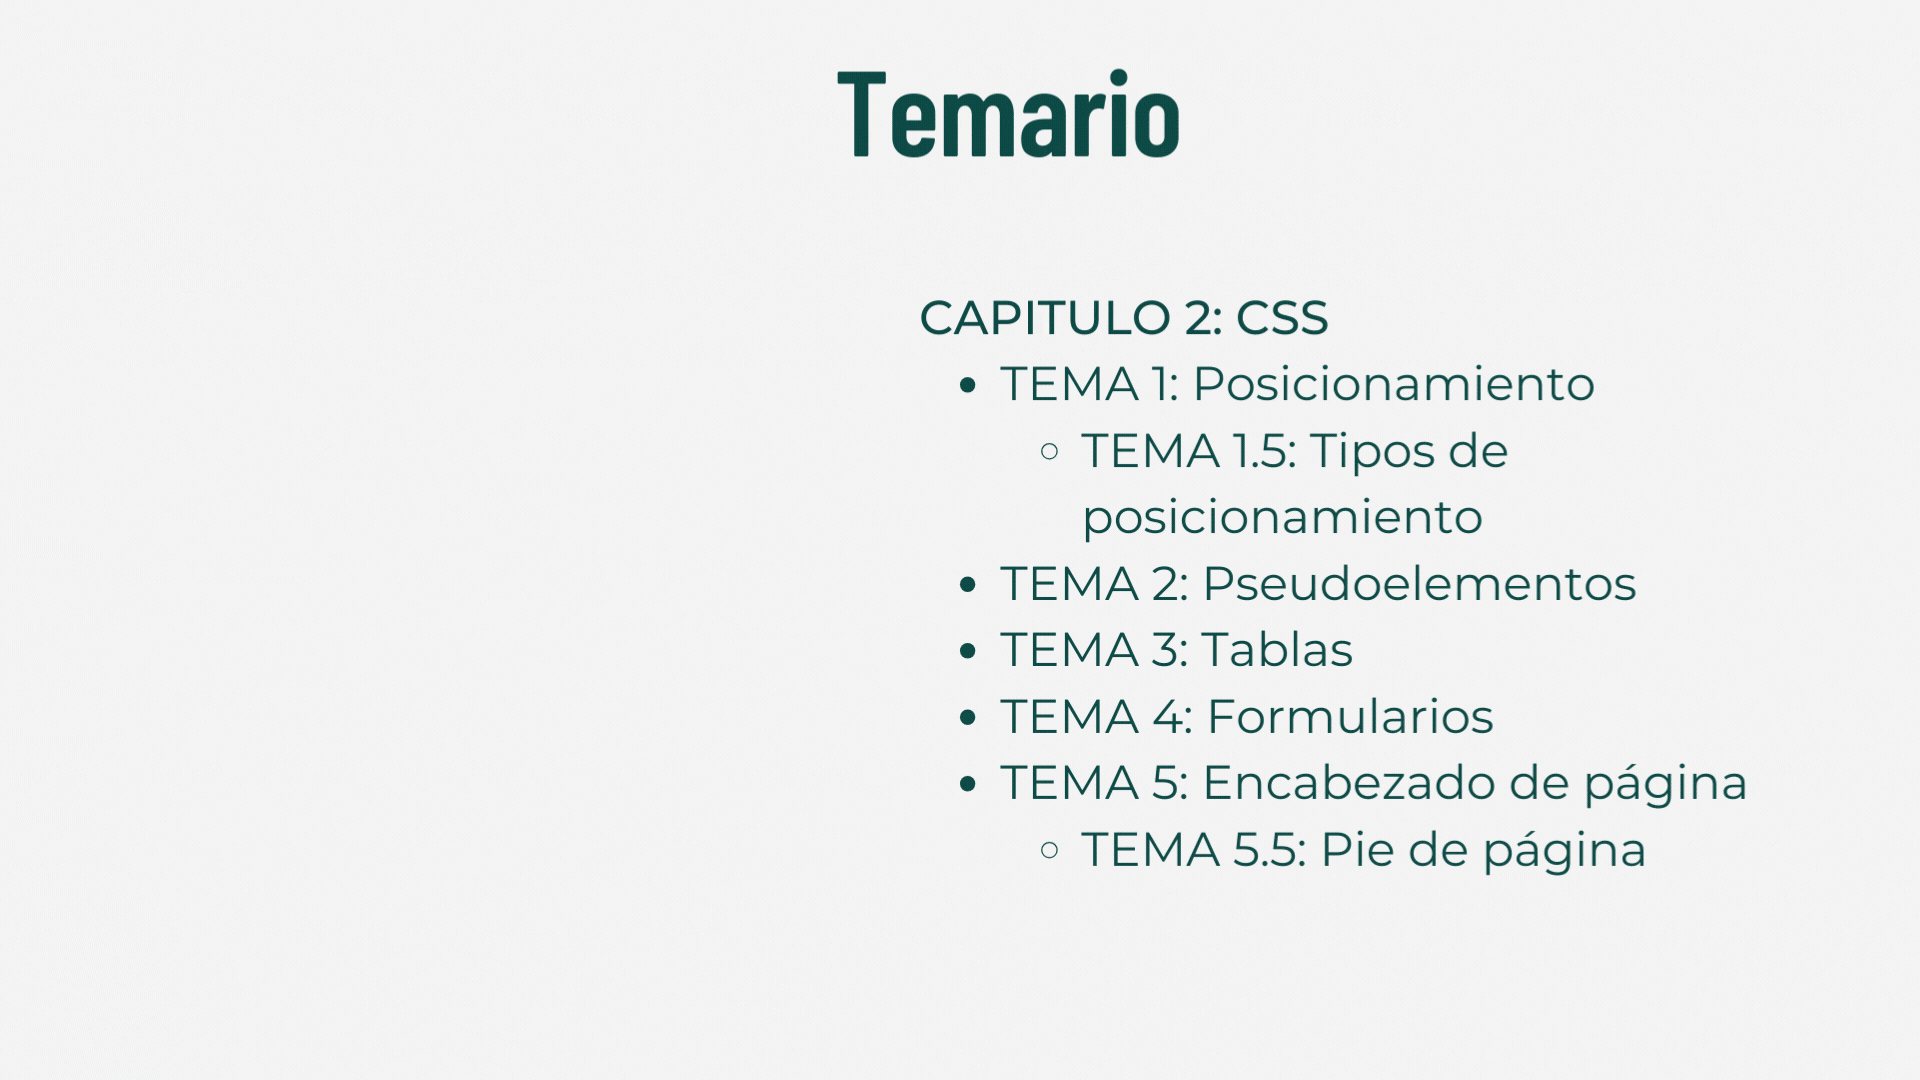 Temario
CAPITULO 2: CSS
• TEMA 1: Posicionamiento
◦ TEMA 1.5: Tipos de
posicionamiento
• TEMA 2: Pseudoelementos
• TEMA 3: Tablas
• TEMA 4: Formularios
• TEMA 5: Encabezado de página
◦ TEMA 5.5: Pie de página